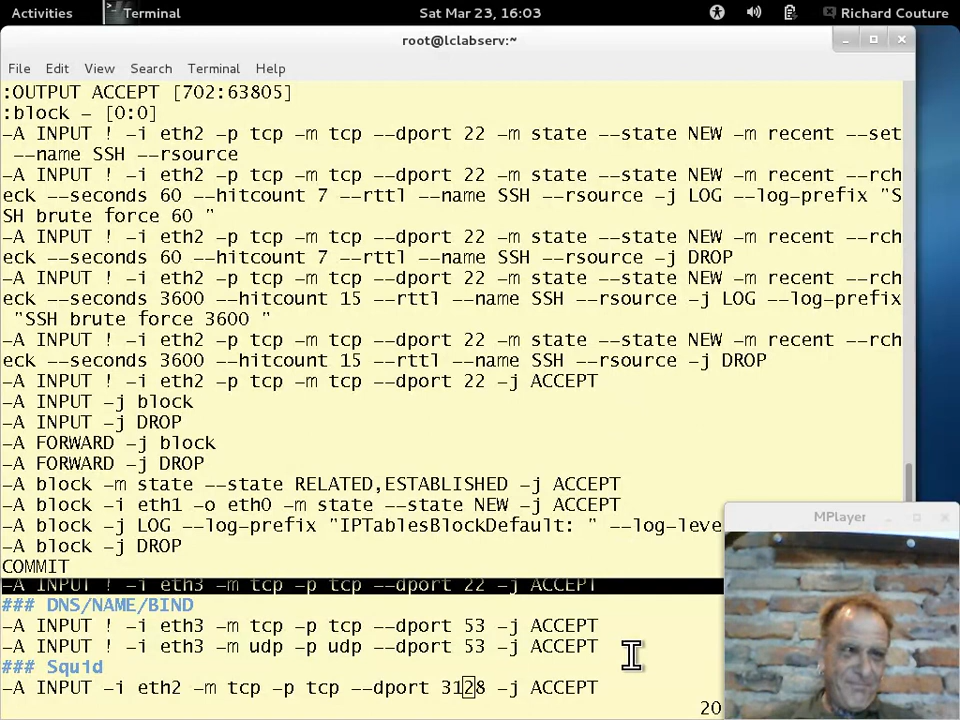 Activities Terminal Sat Mar 23, 16:03 Richard Couture
root@lclabserv:~
File Edit View Search Terminal Help
:OUTPUT ACCEPT [702:63805]
:block - [0:0]
-A INPUT ! -i eth2 -p tcp -m tcp --dport 22 -m state --state NEW -m recent --set
--name SSH --rsource
-A INPUT ! -i eth2 -p tcp -m tcp --dport 22 -m state --state NEW -m recent --rch
eck --seconds 60 --hitcount 7 --rttl --name SSH --rsource -j LOG --log-prefix "S
SH brute force 60 "
-A INPUT ! -i eth2 -p tcp -m tcp --dport 22 -m state --state NEW -m recent --rch
eck --seconds 60 --hitcount 7 --rttl --name SSH --rsource -j DROP
-A INPUT ! -i eth2 -p tcp -m tcp --dport 22 -m state --state NEW -m recent --rch
eck --seconds 3600 --hitcount 15 --rttl --name SSH --rsource -j LOG --log-prefix
"SSH brute force 3600 "
-A INPUT ! -i eth2 -p tcp -m tcp --dport 22 -m state --state NEW -m recent --rch
eck --seconds 3600 --hitcount 15 --rttl --name SSH --rsource -j DROP
-A INPUT ! -i eth2 -p tcp -m tcp --dport 22 -j ACCEPT
-A INPUT -j block
-A INPUT -j DROP
-A FORWARD -j block
-A FORWARD -j DROP
-A block -m state --state RELATED,ESTABLISHED -j ACCEPT
-A block -i eth1 -o eth0 -m state --state NEW -j ACCEPT
-A block -j LOG --log-prefix "IPTablesBlockDefault: " --log-leve
-A block -j DROP
COMMIT
-A INPUT ! -i eth3 -m tcp -p tcp --dport 22 -j ACCEPT
### DNS/NAME/BIND
-A INPUT ! -i eth3 -m tcp -p tcp --dport 53 -j ACCEPT
-A INPUT ! -i eth3 -m udp -p udp --dport 53 -j ACCEPT
### Squid
-A INPUT -i eth2 -m tcp -p tcp --dport 3128 -j ACCEPT
20
MPlayer